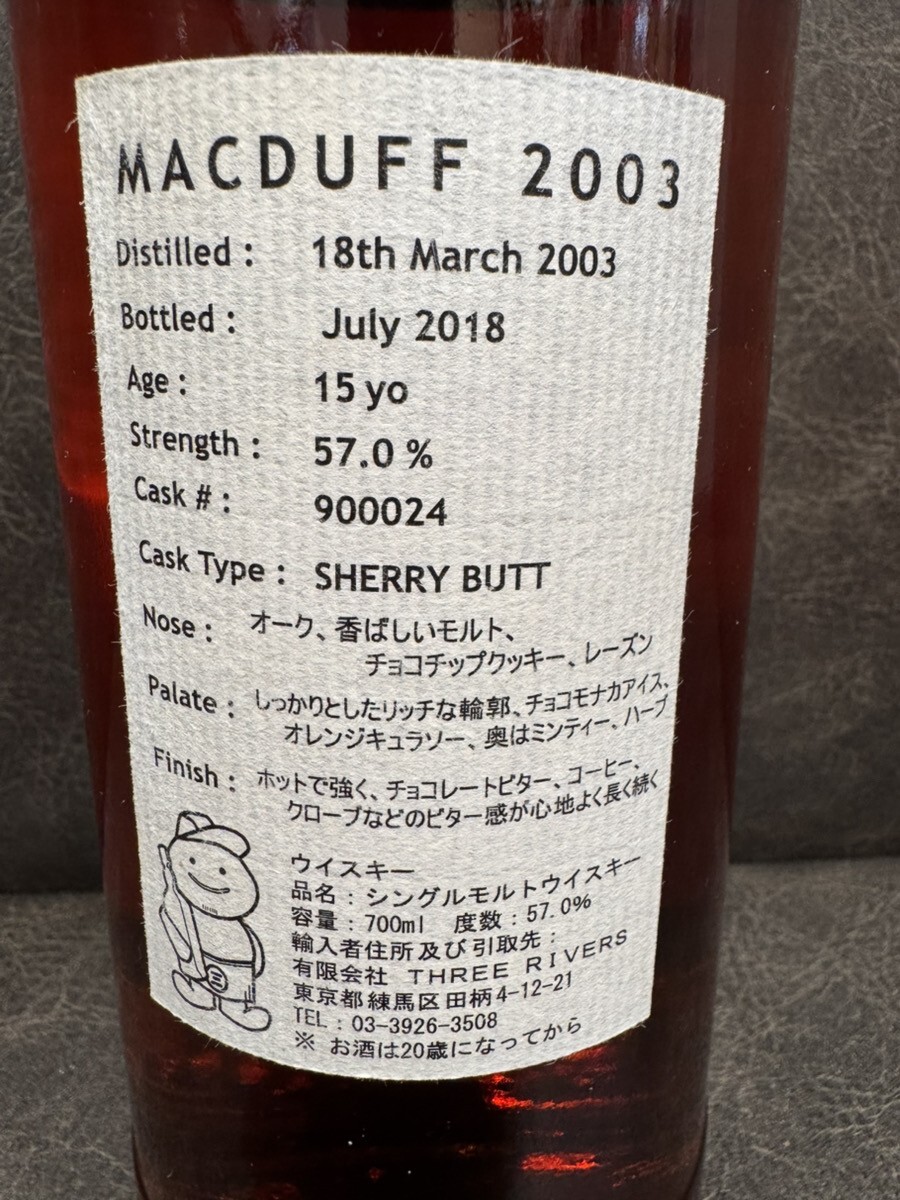 MACDUFF 2003
Distilled : 18th March 2003
Bottled : July 2018
Age : 15 yo
Strength : 57.0 %
Cask # : 900024
Cask Type : SHERRY BUTT
Nose : オーク、香ばしいモルト、
チョコチップクッキー、レーズン
Palate : しっかりとしたリッチな輪郭、チョコモナカアイス、
オレンジキュラソー、奥はミンティー、ハーブ
Finish : ホットで強く、チョコレートビター、コーヒー、
クローブなどのビター感が心地よく長く続く
ウイスキー
品名：シングルモルトウイスキー
容量：700ml 度数：57.0%
輸入者住所及び引取先：
有限会社 THREE RIVERS
東京都練馬区田柄4-12-21
TEL：03-3926-3508
※ お酒は20歳になってから